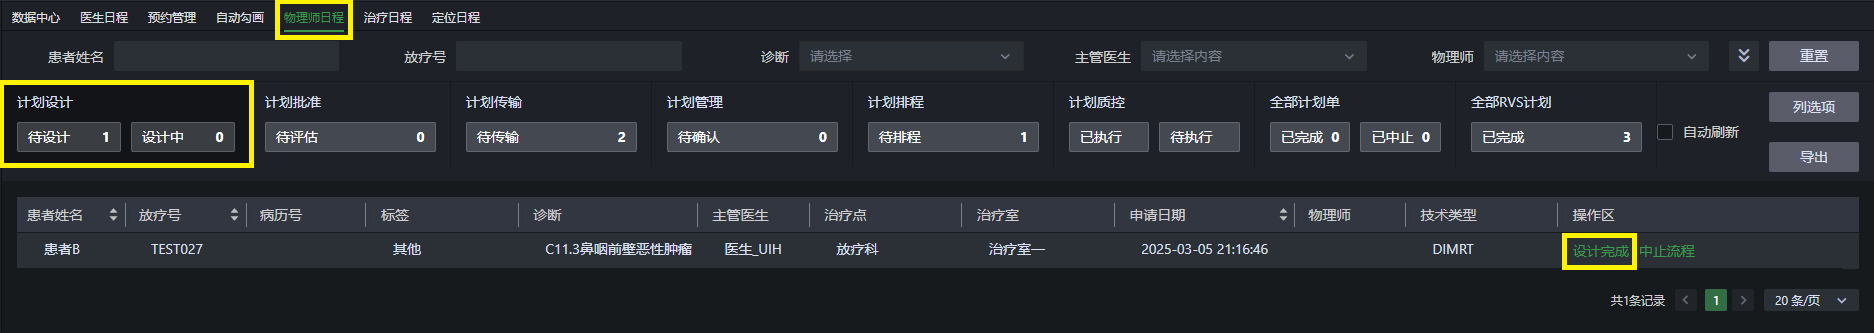 数据中心 医生日程 预约管理 自动勾画 物理师日程 治疗日程 定位日程
患者姓名 放疗号 诊断 请选择 主管医生 请选择内容 物理师 请选择内容 重置
计划设计 计划批准 计划传输 计划管理 计划排程 计划质控 全部计划单 全部RVS计划 列选项
待设计 1 设计中 0 待评估 0 待传输 2 待确认 0 待排程 1 已执行 待执行 已完成 0 已中止 0 已完成 3 自动刷新
导出
患者姓名 放疗号 病历号 标签 诊断 主管医生 治疗点 治疗室 申请日期 物理师 技术类型 操作区
患者B TEST027 其他 C11.3鼻咽前壁恶性肿瘤 医生_UIH 放疗科 治疗室一 2025-03-05 21:16:46 DIMRT 设计完成 中止流程
共1条记录 < 1 > 20 条/页